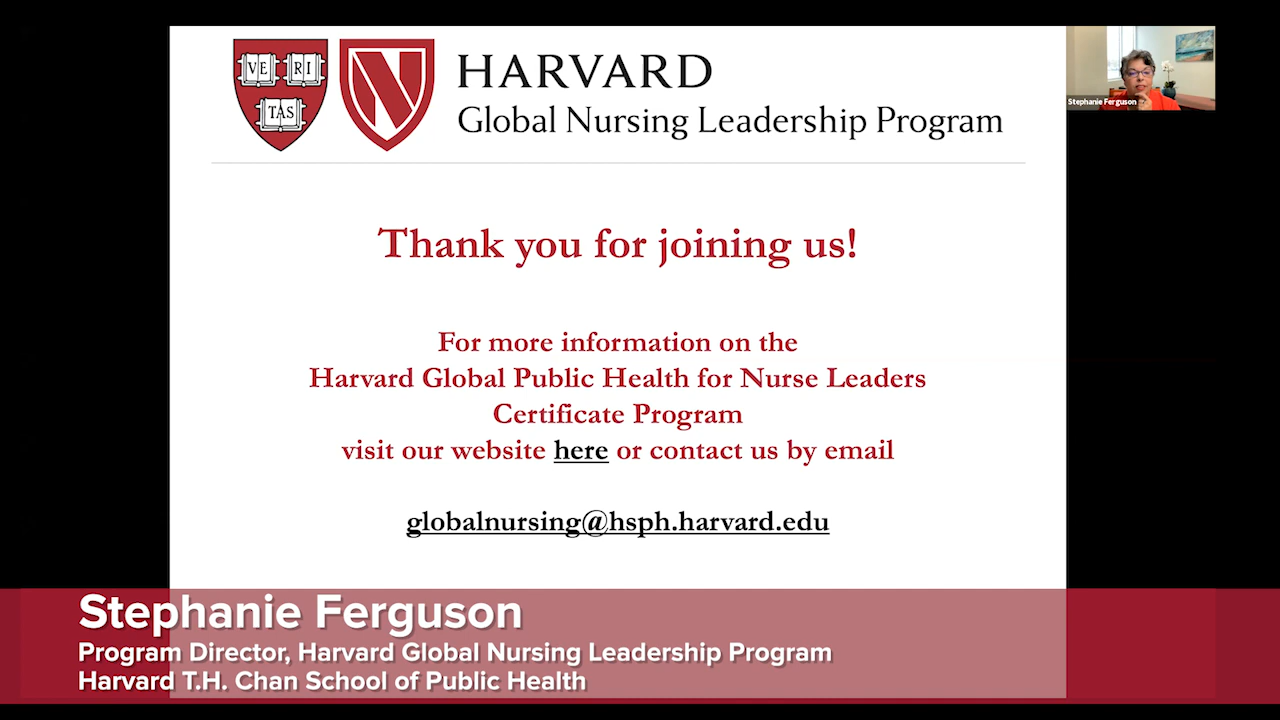 VE RI
TAS
N
HARVARD
Global Nursing Leadership Program
Stephanie Ferguson
Thank you for joining us!
For more information on the
Harvard Global Public Health for Nurse Leaders
Certificate Program
visit our website here or contact us by email
globalnursing@hsph.harvard.edu
Stephanie Ferguson
Program Director, Harvard Global Nursing Leadership Program
Harvard T.H. Chan School of Public Health